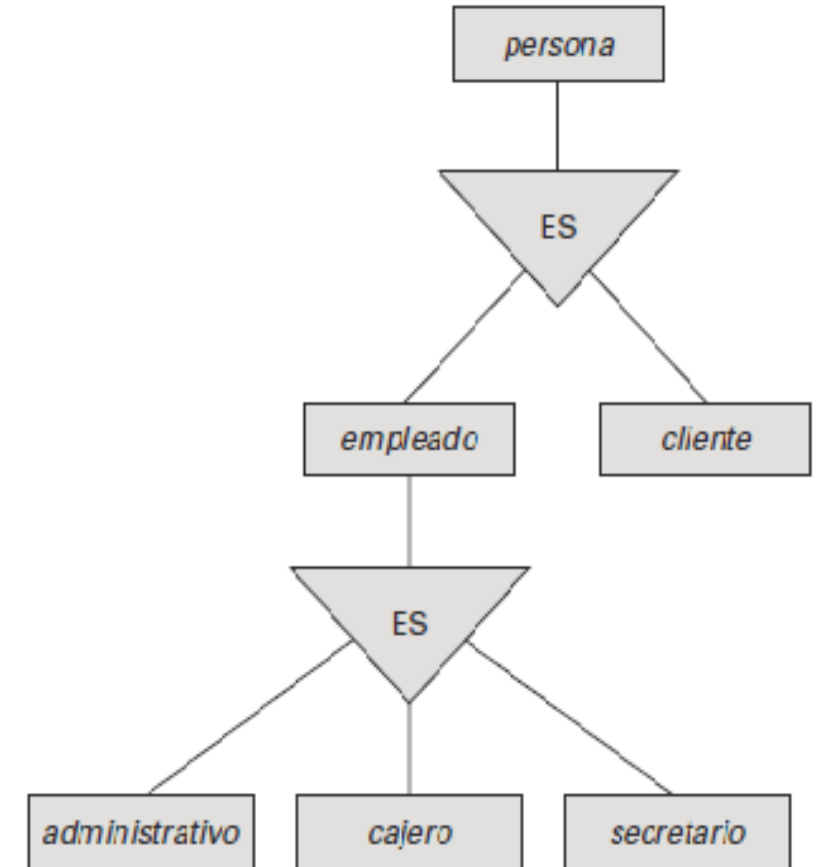 persona
ES
empleado
cliente
ES
administrativo
cajero
secretario